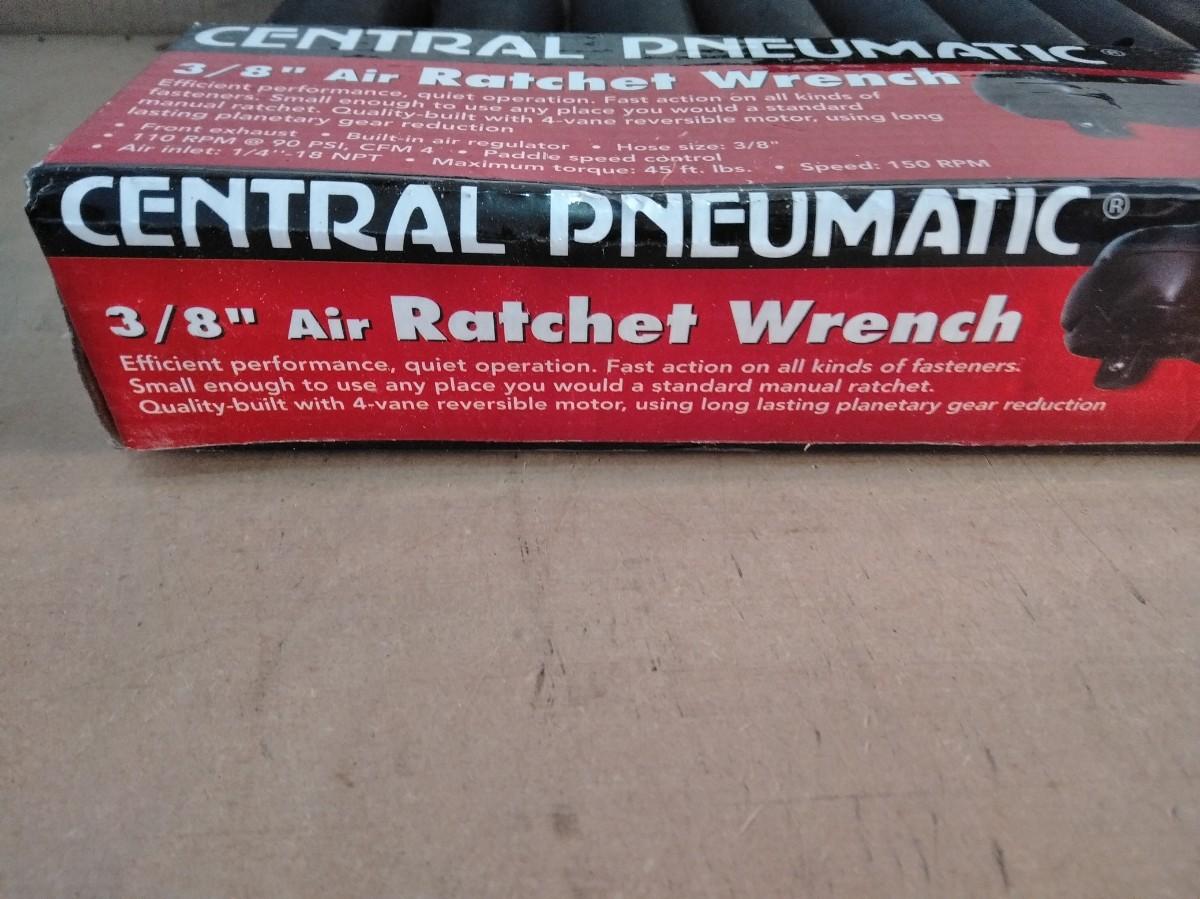 CENTRAL PNEUMATIC®
3/8" Air Ratchet Wrench
Efficient performance, quiet operation. Fast action on all kinds of
fasteners. Small enough to use any place you would a standard
manual ratchet. Quality-built with 4-vane reversible motor, using long
lasting planetary gear reduction
• Front exhaust • Built-in air regulator • Hose size: 3/8"
• 110 RPM @ 90 PSI, CFM 4 • Paddle speed control
• Air inlet: 1/4"-18 NPT • Maximum torque: 45 ft. lbs. • Speed: 150 RPM
CENTRAL PNEUMATIC®
3/8" Air Ratchet Wrench
Efficient performance, quiet operation. Fast action on all kinds of fasteners.
Small enough to use any place you would a standard manual ratchet.
Quality-built with 4-vane reversible motor, using long lasting planetary gear reduction